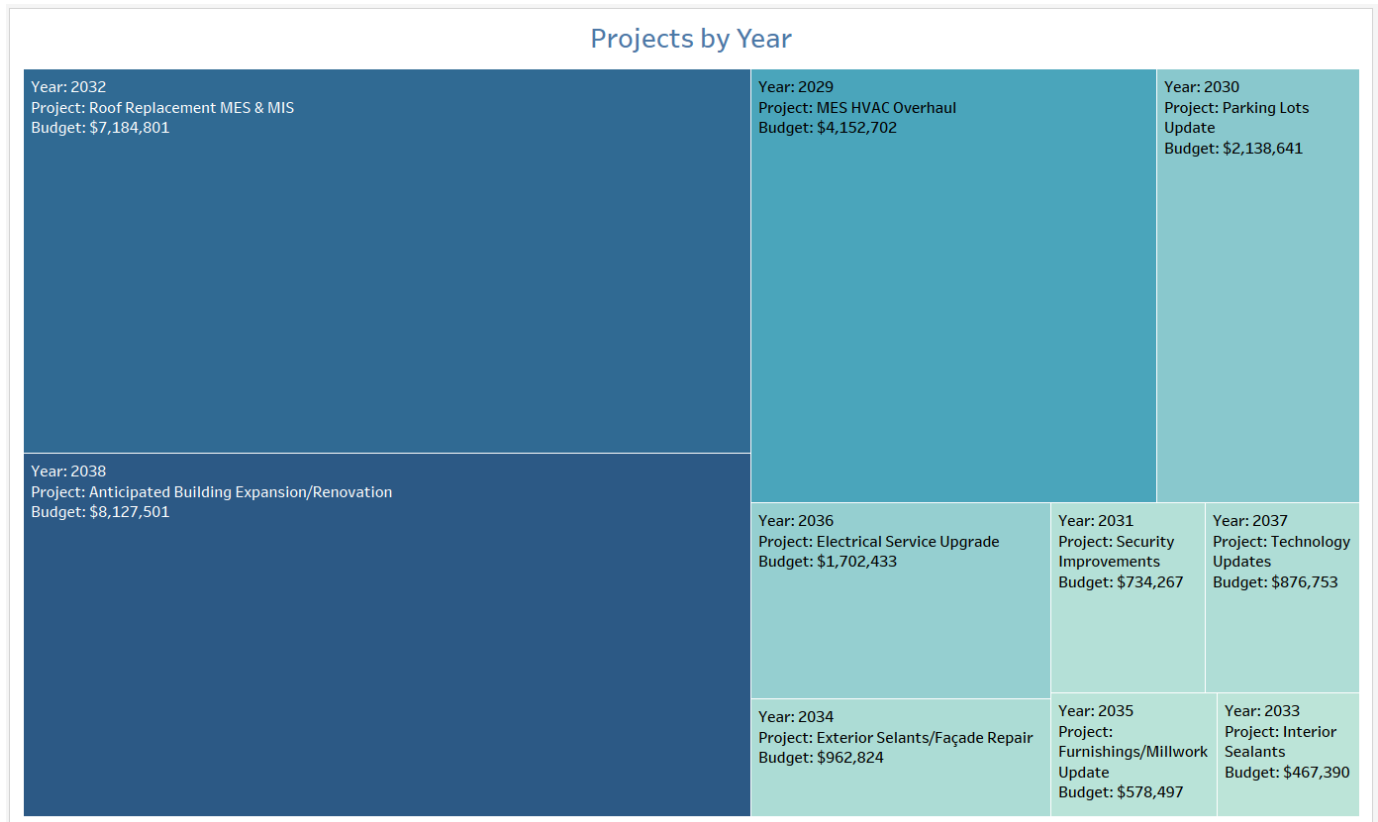 Projects by Year
Year: 2032
Project: Roof Replacement MES & MIS
Budget: $7,184,801
Year: 2029
Project: MES HVAC Overhaul
Budget: $4,152,702
Year: 2030
Project: Parking Lots
Update
Budget: $2,138,641
Year: 2038
Project: Anticipated Building Expansion/Renovation
Budget: $8,127,501
Year: 2036
Project: Electrical Service Upgrade
Budget: $1,702,433
Year: 2031
Project: Security
Improvements
Budget: $734,267
Year: 2037
Project: Technology
Updates
Budget: $876,753
Year: 2034
Project: Exterior Selants/Façade Repair
Budget: $962,824
Year: 2035
Project:
Furnishings/Millwork
Update
Budget: $578,497
Year: 2033
Project: Interior
Sealants
Budget: $467,390